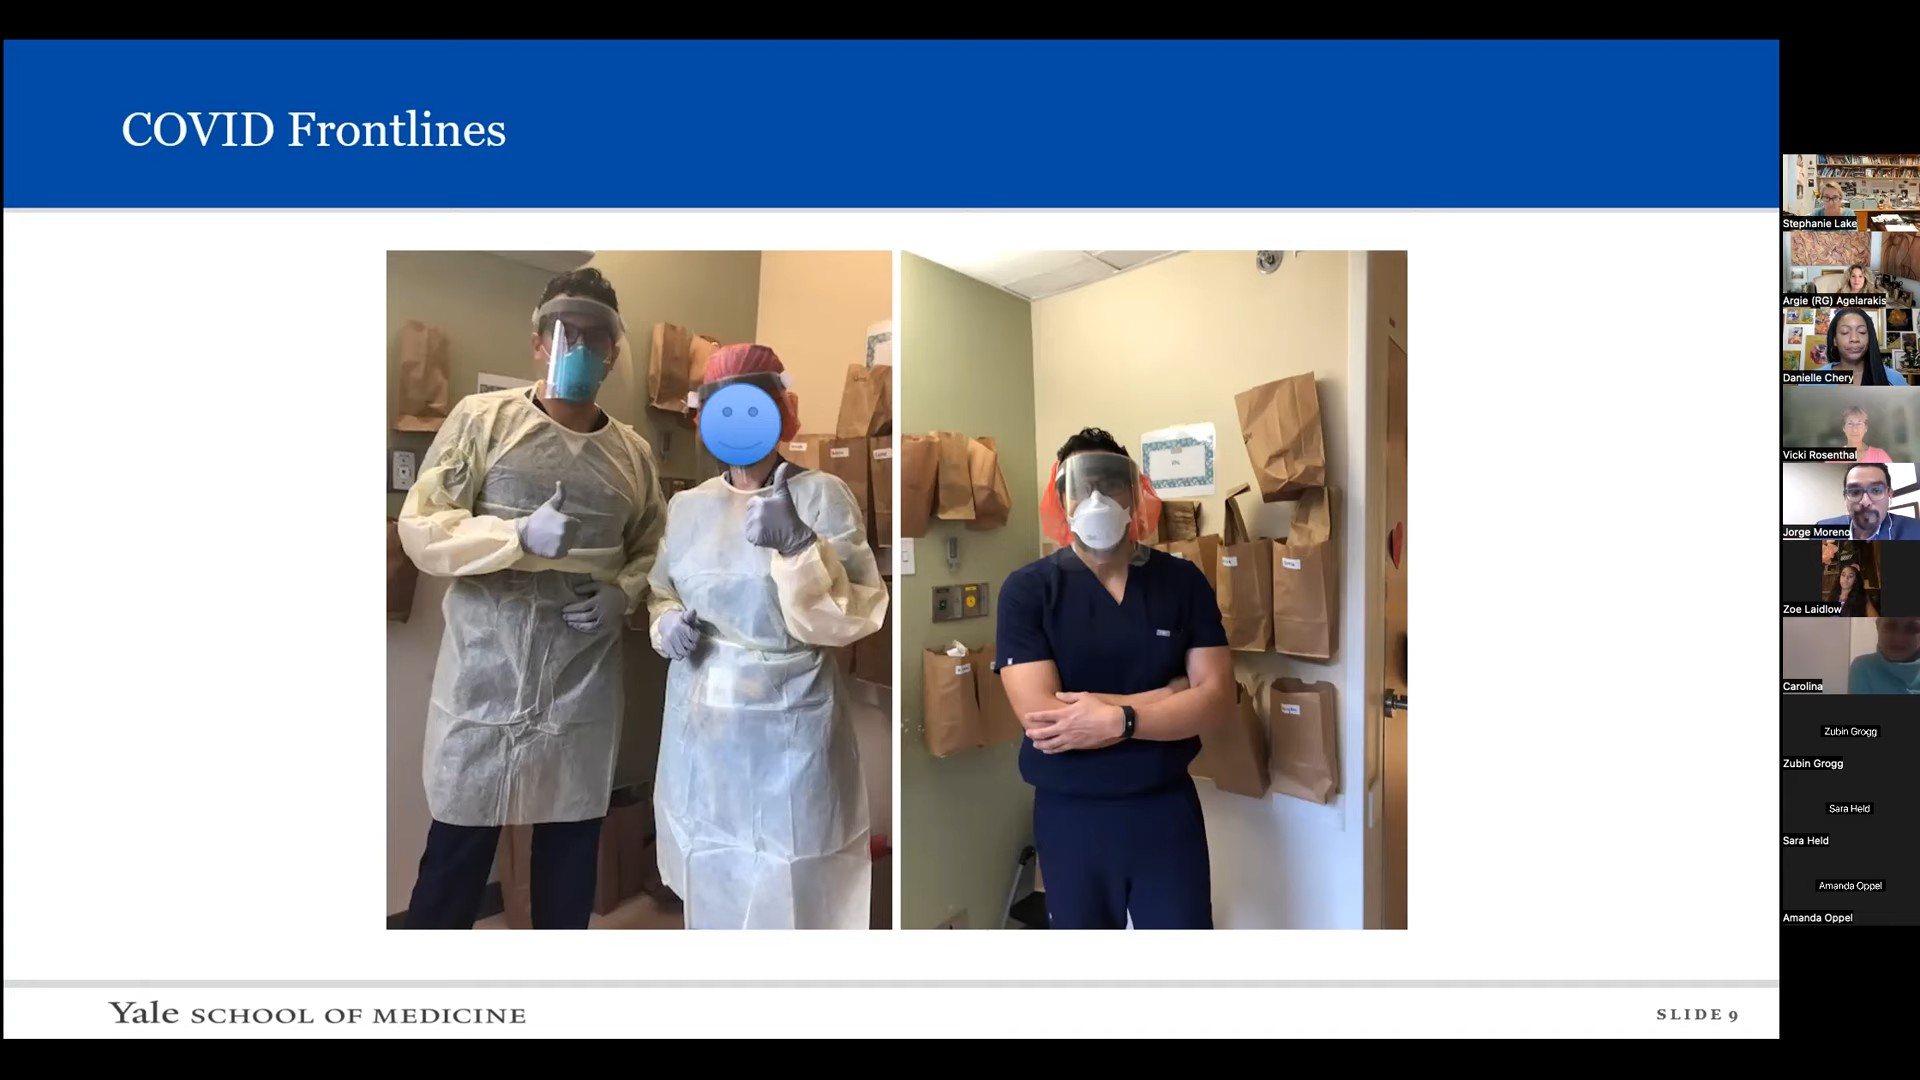 COVID Frontlines
Yale SCHOOL OF MEDICINE
SLIDE 9
Stephanie Lake
Argie (RG) Agelarakis
Danielle Chery
Vicki Rosenthal
Jorge Moreno
Zoe Laidlow
Carolina
Zubin Grogg
Zubin Grogg
Sara Held
Sara Held
Amanda Oppel
Amanda Oppel